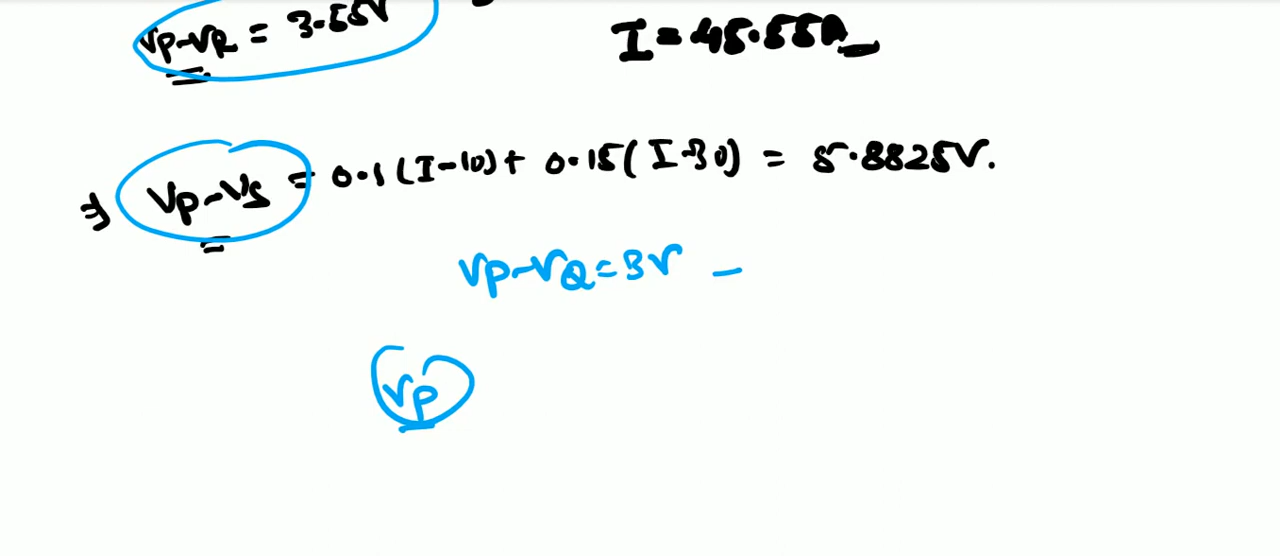 VP-VR = 3.55V
I = 45.55A
⇒ VP-VS = 0.1(I-10)+ 0.15(I-30) = 5.8825V.
VP-VQ=3V –
VP